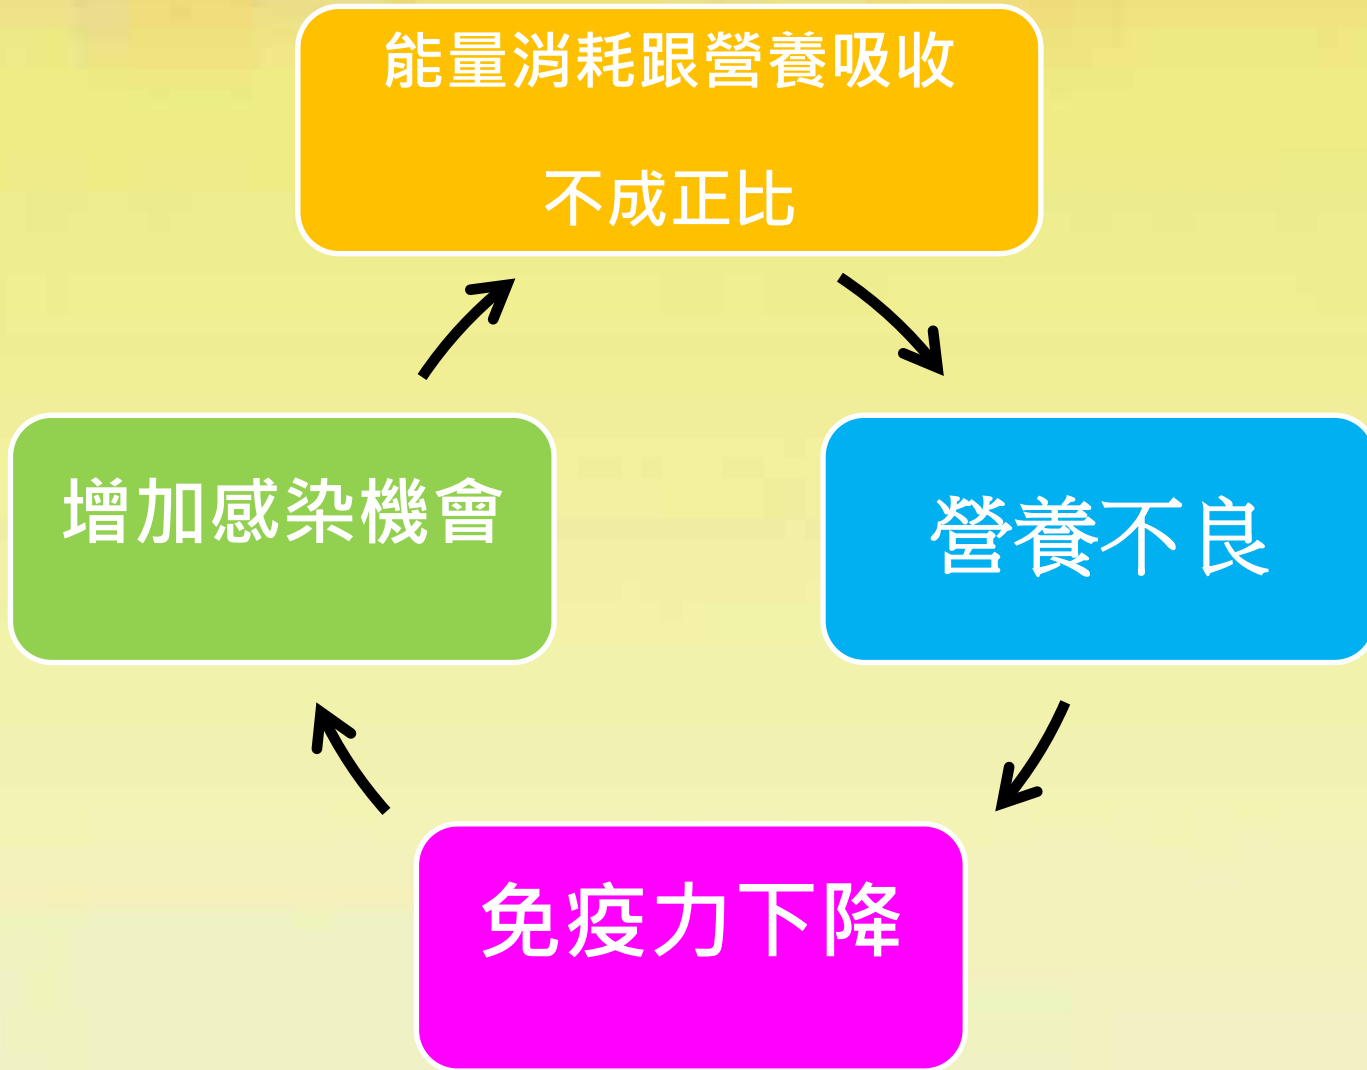 能量消耗跟營養吸收
不成正比
增加感染機會
營養不良
免疫力下降